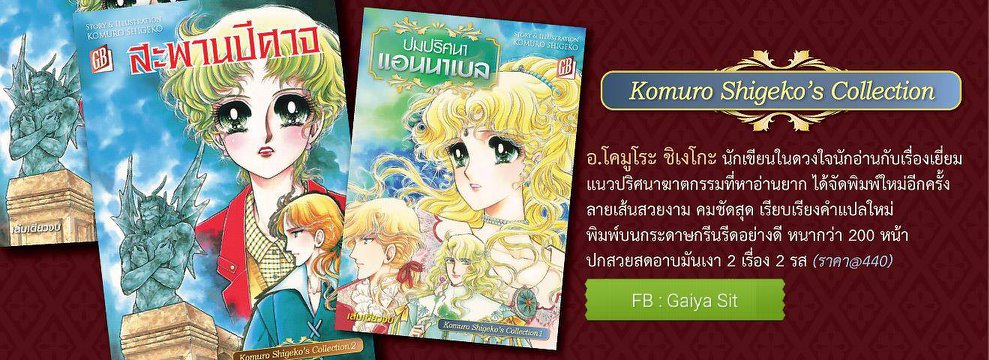 STORY & ILLUSTRATION
KOMURO SHIGEKO
GB
สะพานปีศาจ
เล่มเดียวจบ
Komuro Shigeko's Collection 2
STORY & ILLUSTRATION
KOMURO SHIGEKO
ปมปริศนา
แอนนาเบล
GB
เล่มเดียวจบ
Komuro Shigeko's Collection 1
เล่มเดียวจบ
Komuro Shigeko's Collection
อ.โคมูโระ ชิเงโกะ นักเขียนในดวงใจนักอ่านกับเรื่องเยี่ยม
แนวปริศนาฆาตกรรมที่หาอ่านยาก ได้จัดพิมพ์ใหม่อีกครั้ง
ลายเส้นสวยงาม คมชัดสุด เรียบเรียงคำแปลใหม่
พิมพ์บนกระดาษกรีนรีดอย่างดี หนากว่า 200 หน้า
ปกสวยสดอาบมันเงา 2 เรื่อง 2 รส (ราคา@440)
FB : Gaiya Sit